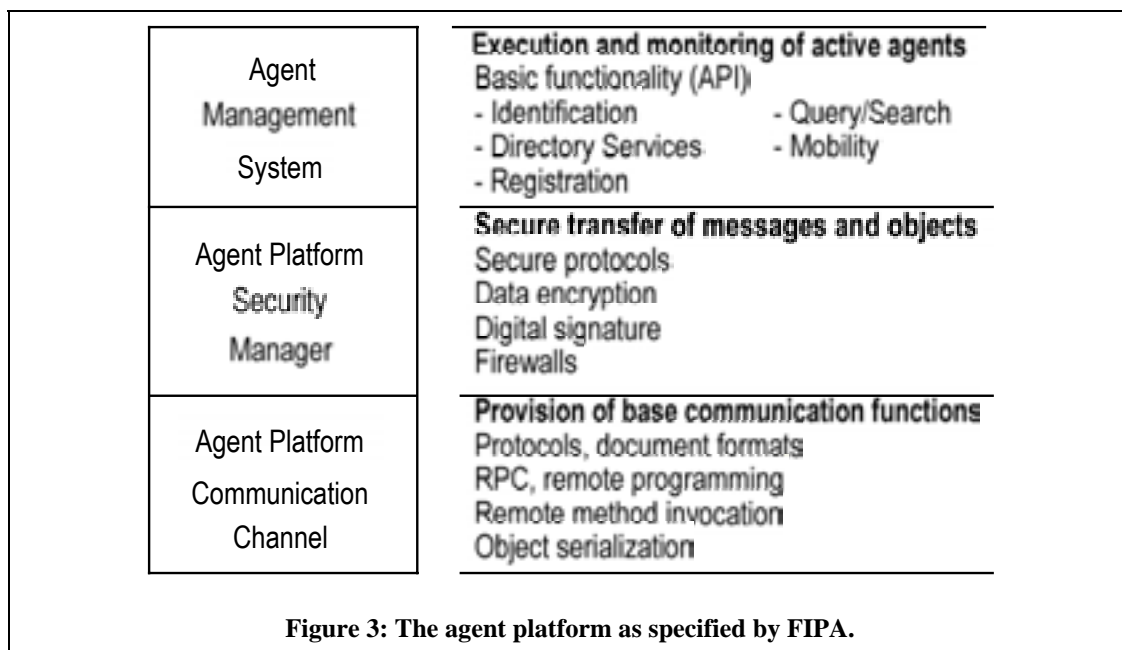 Agent
Management
System
Execution and monitoring of active agents
Basic functionality (API)
- Identification - Query/Search
- Directory Services - Mobility
- Registration
Agent Platform
Security
Manager
Secure transfer of messages and objects
Secure protocols
Data encryption
Digital signature
Firewalls
Agent Platform
Communication
Channel
Provision of base communication functions
Protocols, document formats
RPC, remote programming
Remote method invocation
Object serialization
Figure 3: The agent platform as specified by FIPA.